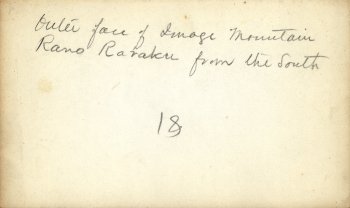 Outer face of Image Mountain
Rano Raraku from the South
18